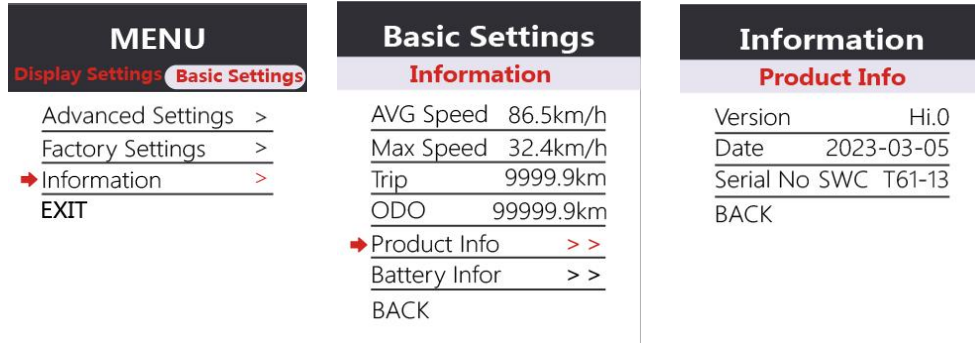 MENU
Display Settings Basic Settings
Advanced Settings >
Factory Settings >
Information >
EXIT
Basic Settings
Information
AVG Speed 86.5km/h
Max Speed 32.4km/h
Trip 9999.9km
ODO 99999.9km
Product Info > >
Battery Infor > >
BACK
Information
Product Info
Version Hi.0
Date 2023-03-05
Serial No SWC T61-13
BACK